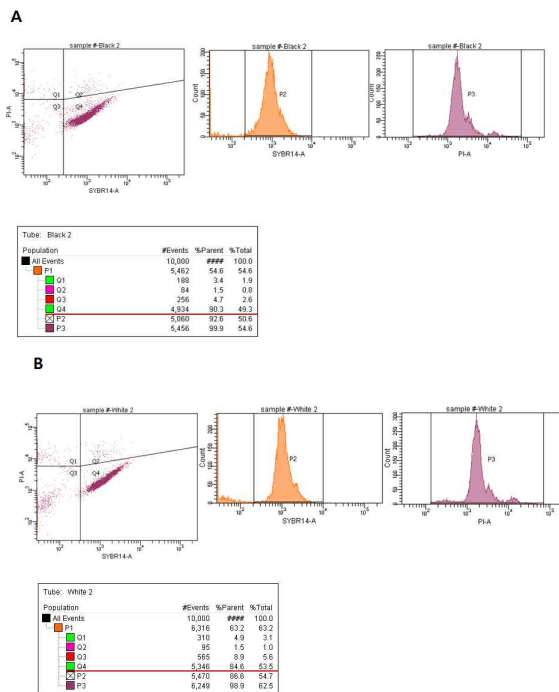 A
sample #-Black 2
sample #-Black 2
sample #-Black 2
Q1 Q2
Q3 Q4
P2
P3
PI-A
SYBR14-A
Count
SYBR14-A
Count
PI-A
Tube: Black 2
Population #Events %Parent %Total
All Events 10,000 #### 100.0
P1 5,462 54.6 54.6
Q1 188 3.4 1.9
Q2 84 1.5 0.8
Q3 256 4.7 2.6
Q4 4,934 90.3 49.3
P2 5,060 92.6 50.6
P3 5,456 99.9 54.6
B
sample #-White 2
sample #-White 2
sample #-White 2
Q1 Q2
Q3 Q4
P2
P3
PI-A
SYBR14-A
Count
SYBR14-A
Count
PI-A
Tube: White 2
Population #Events %Parent %Total
All Events 10,000 #### 100.0
P1 6,316 63.2 63.2
Q1 310 4.9 3.1
Q2 95 1.5 1.0
Q3 565 8.9 5.6
Q4 5,346 84.6 53.5
P2 5,470 86.6 54.7
P3 6,249 98.9 62.5